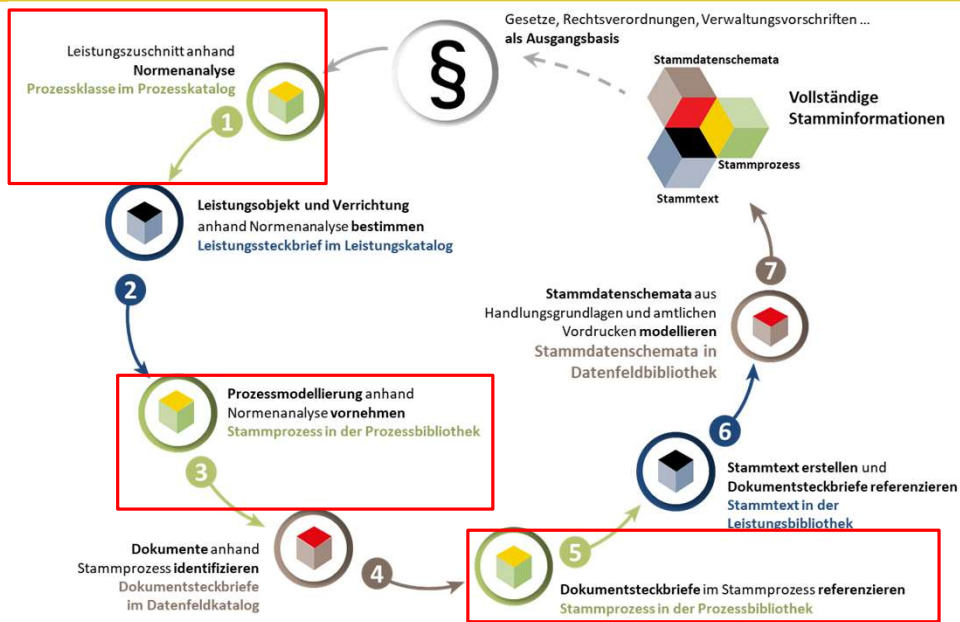 Gesetze, Rechtsverordnungen, Verwaltungsvorschriften ...
als Ausgangsbasis
§
Leistungszuschnitt anhand
Normenanalyse
Prozessklasse im Prozesskatalog
1
Leistungsobjekt und Verrichtung
anhand Normenanalyse bestimmen
Leistungssteckbrief im Leistungskatalog
2
Prozessmodellierung anhand
Normenanalyse vornehmen
Stammprozess in der Prozessbibliothek
3
Dokumente anhand
Stammprozess identifizieren
Dokumentsteckbriefe
im Datenfeldkatalog
4
5
Dokumentsteckbriefe im Stammprozess referenzieren
Stammprozess in der Prozessbibliothek
6
Stammtext erstellen und
Dokumentsteckbriefe referenzieren
Stammtext in der
Leistungsbibliothek
7
Stammdatenschemata aus
Handlungsgrundlagen und amtlichen
Vordrucken modellieren
Stammdatenschemata in
Datenfeldbibliothek
Stammdatenschemata
Vollständige
Stamminformationen
Stammprozess
Stammtext